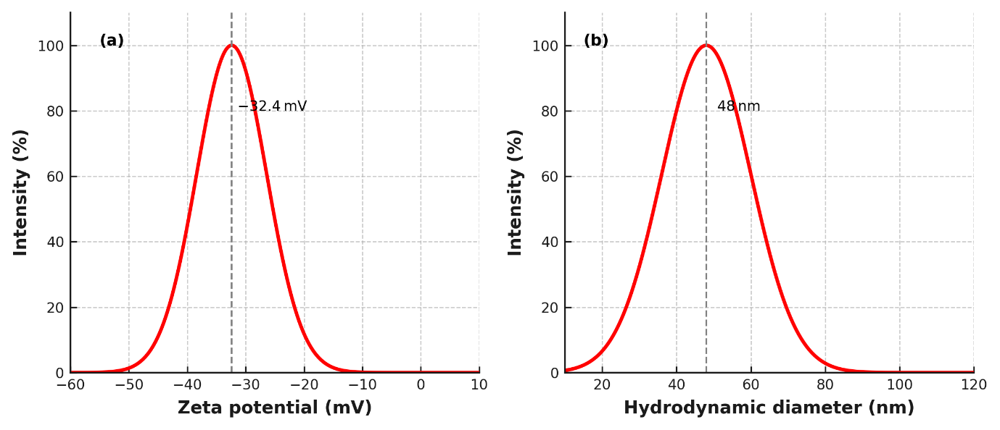 (a)
100
80
60
40
20
0
−32.4 mV
−60 −50 −40 −30 −20 −10 0 10
Zeta potential (mV)
Intensity (%)
(b)
100
80
60
40
20
0
48 nm
20 40 60 80 100 120
Hydrodynamic diameter (nm)
Intensity (%)